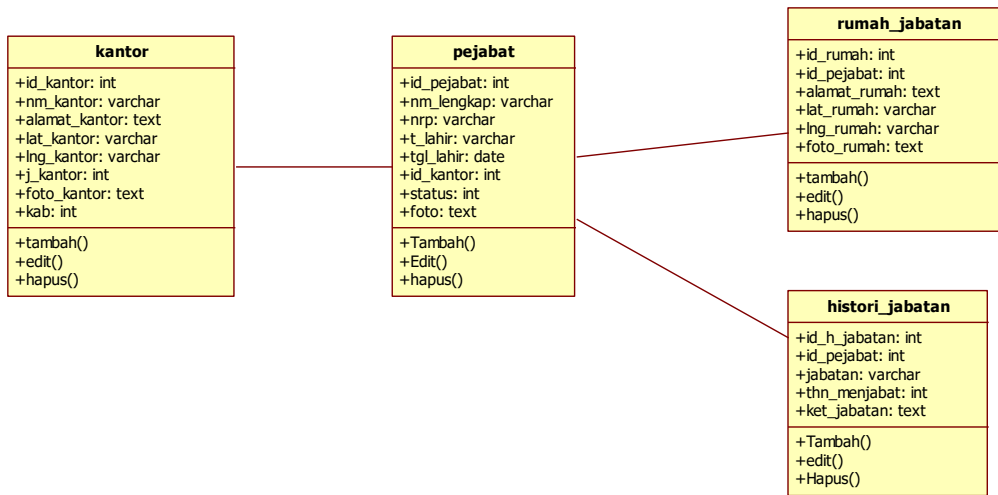 kantor
+id_kantor: int
+nm_kantor: varchar
+alamat_kantor: text
+lat_kantor: varchar
+lng_kantor: varchar
+j_kantor: int
+foto_kantor: text
+kab: int
+tambah()
+edit()
+hapus()
pejabat
+id_pejabat: int
+nm_lengkap: varchar
+nrp: varchar
+t_lahir: varchar
+tgl_lahir: date
+id_kantor: int
+status: int
+foto: text
+Tambah()
+Edit()
+hapus()
rumah_jabatan
+id_rumah: int
+id_pejabat: int
+alamat_rumah: text
+lat_rumah: varchar
+lng_rumah: varchar
+foto_rumah: text
+tambah()
+edit()
+hapus()
histori_jabatan
+id_h_jabatan: int
+id_pejabat: int
+jabatan: varchar
+thn_menjabat: int
+ket_jabatan: text
+Tambah()
+edit()
+Hapus()